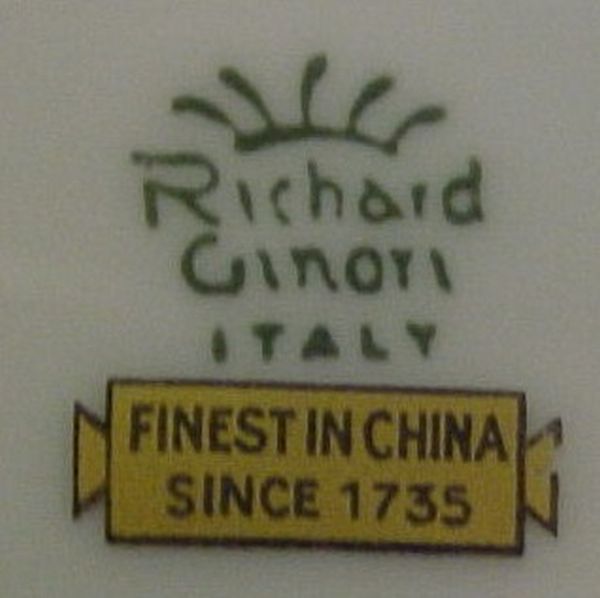 Richard
Ginori
ITALY
FINEST IN CHINA
SINCE 1735